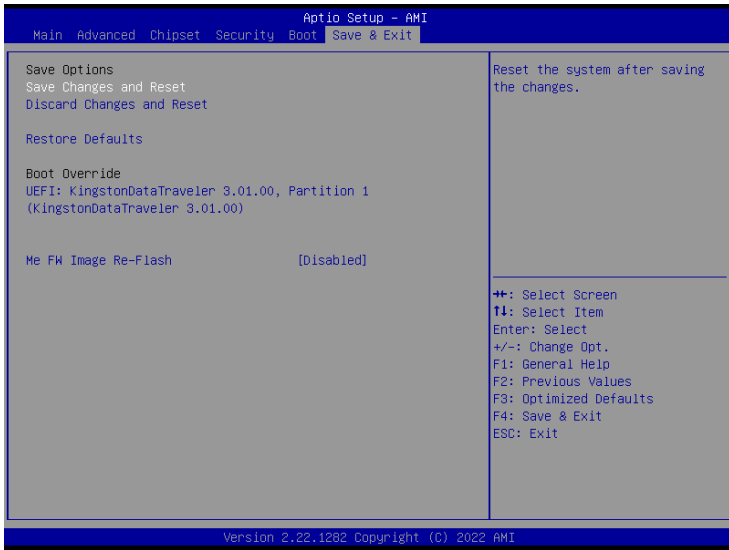 Aptio Setup – AMI
Main Advanced Chipset Security Boot Save & Exit
Save Options
Save Changes and Reset
Discard Changes and Reset
Restore Defaults
Boot Override
UEFI: KingstonDataTraveler 3.01.00, Partition 1
(KingstonDataTraveler 3.01.00)
Me FW Image Re-Flash [Disabled]
Reset the system after saving
the changes.
→←: Select Screen
↑↓: Select Item
Enter: Select
+/-: Change Opt.
F1: General Help
F2: Previous Values
F3: Optimized Defaults
F4: Save & Exit
ESC: Exit
Version 2.22.1282 Copyright (C) 2022 AMI